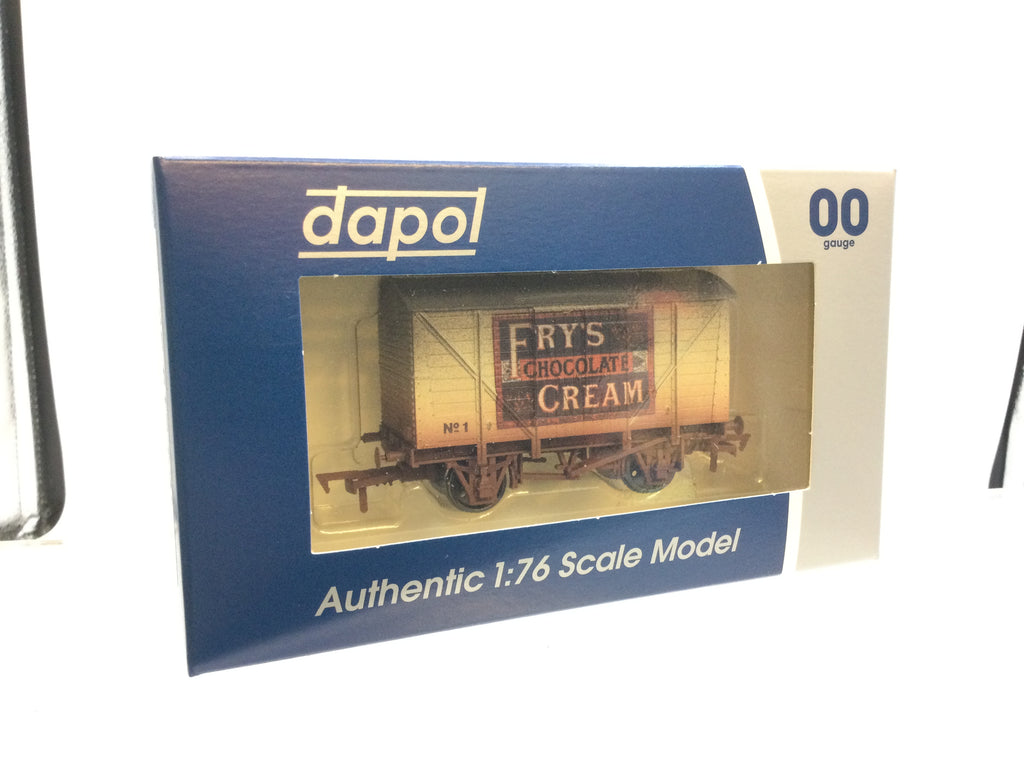 dapol
00
gauge
FRY'S
CHOCOLATE
CREAM
Nº 1
Authentic 1:76 Scale Model